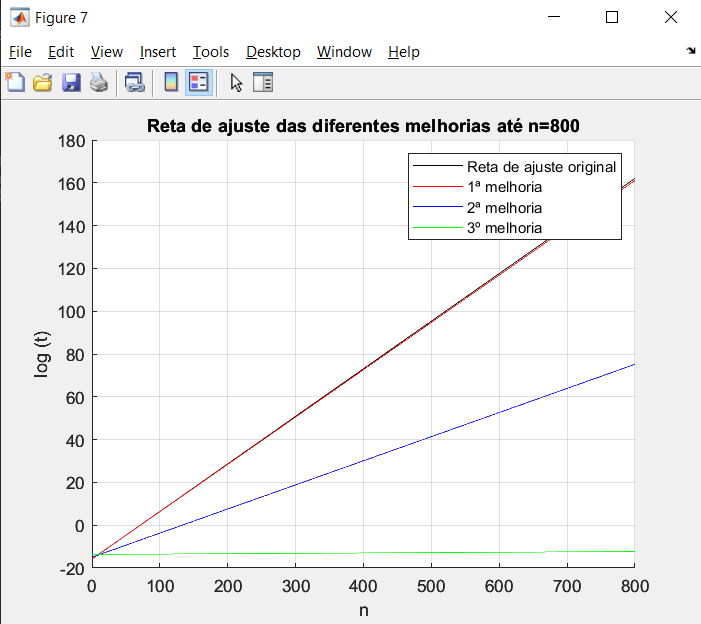 Figure 7
File Edit View Insert Tools Desktop Window Help
Reta de ajuste das diferentes melhorias até n=800
Reta de ajuste original
1ª melhoria
2ª melhoria
3º melhoria
180
160
140
120
100
80
60
40
20
0
-20
log (t)
0 100 200 300 400 500 600 700 800
n